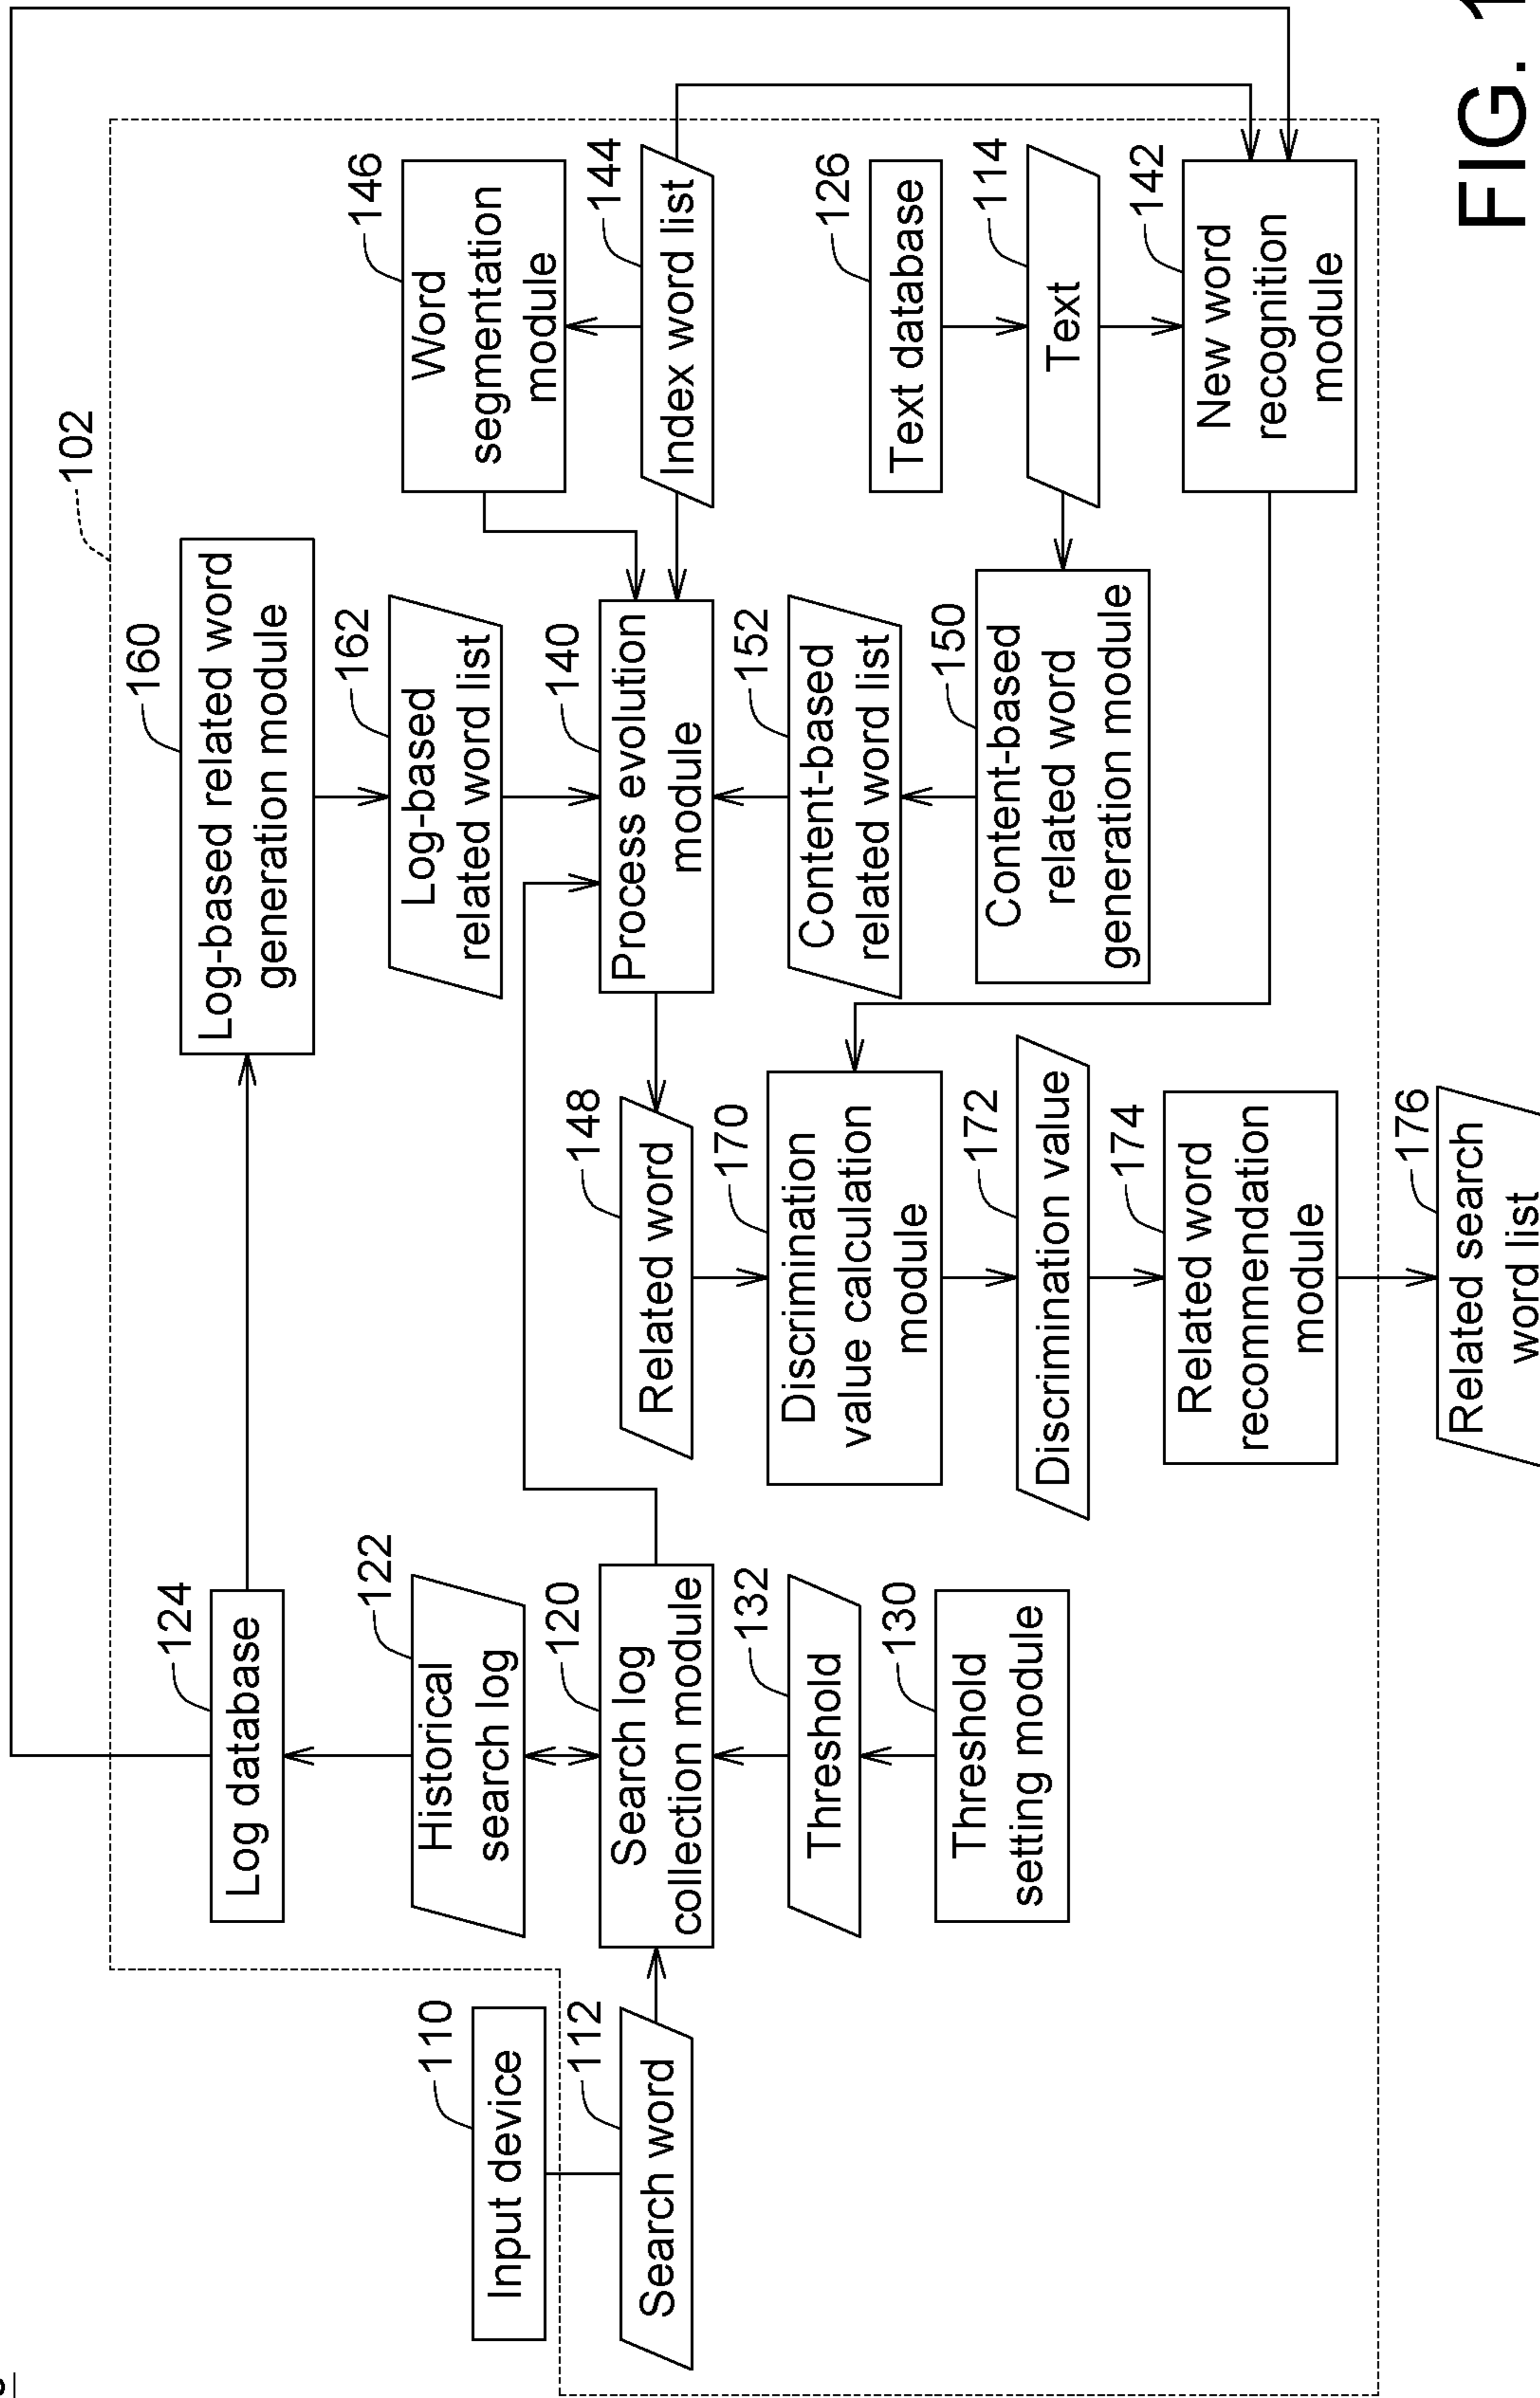 102
124
Log database
160
Log-based related word
generation module
146
Word
segmentation
module
122
Historical
search log
162
Log-based
related word list
144
Index word list
110
Input device
112
Search word
120
Search log
collection module
148
Related word
140
Process evolution
module
126
Text database
132
Threshold
170
Discrimination
value calculation
module
152
Content-based
related word list
114
Text
130
Threshold
setting module
172
Discrimination value
150
Content-based
related word
generation module
142
New word
recognition
module
174
Related word
recommendation
module
176
Related search
word list
FIG. 1